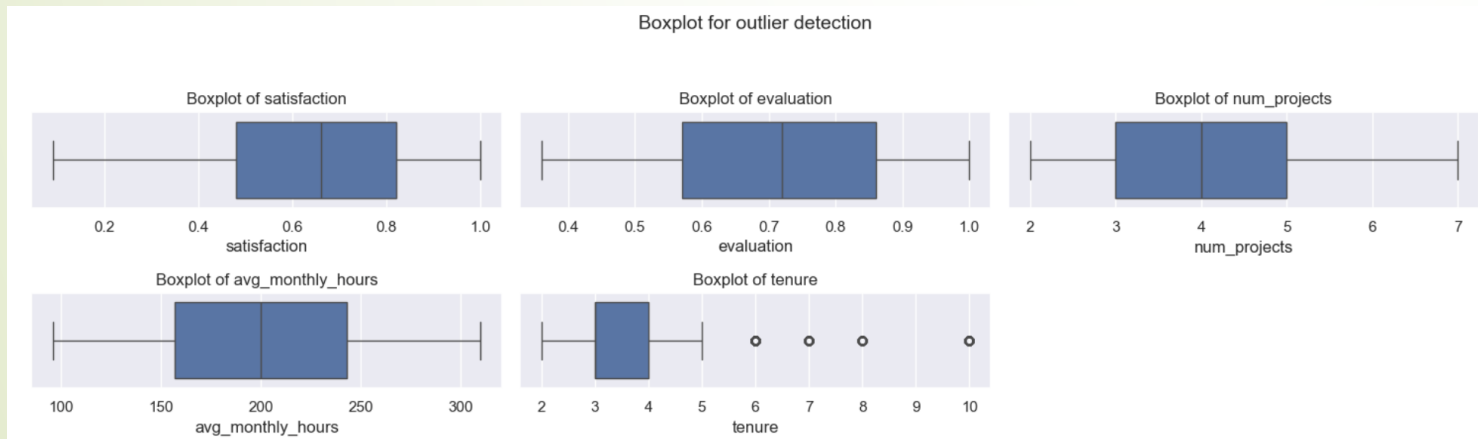 Boxplot for outlier detection
Boxplot of satisfaction
0.2 0.4 0.6 0.8 1.0
satisfaction
Boxplot of evaluation
0.4 0.5 0.6 0.7 0.8 0.9 1.0
evaluation
Boxplot of num_projects
2 3 4 5 6 7
num_projects
Boxplot of avg_monthly_hours
100 150 200 250 300
avg_monthly_hours
Boxplot of tenure
2 3 4 5 6 7 8 9 10
tenure